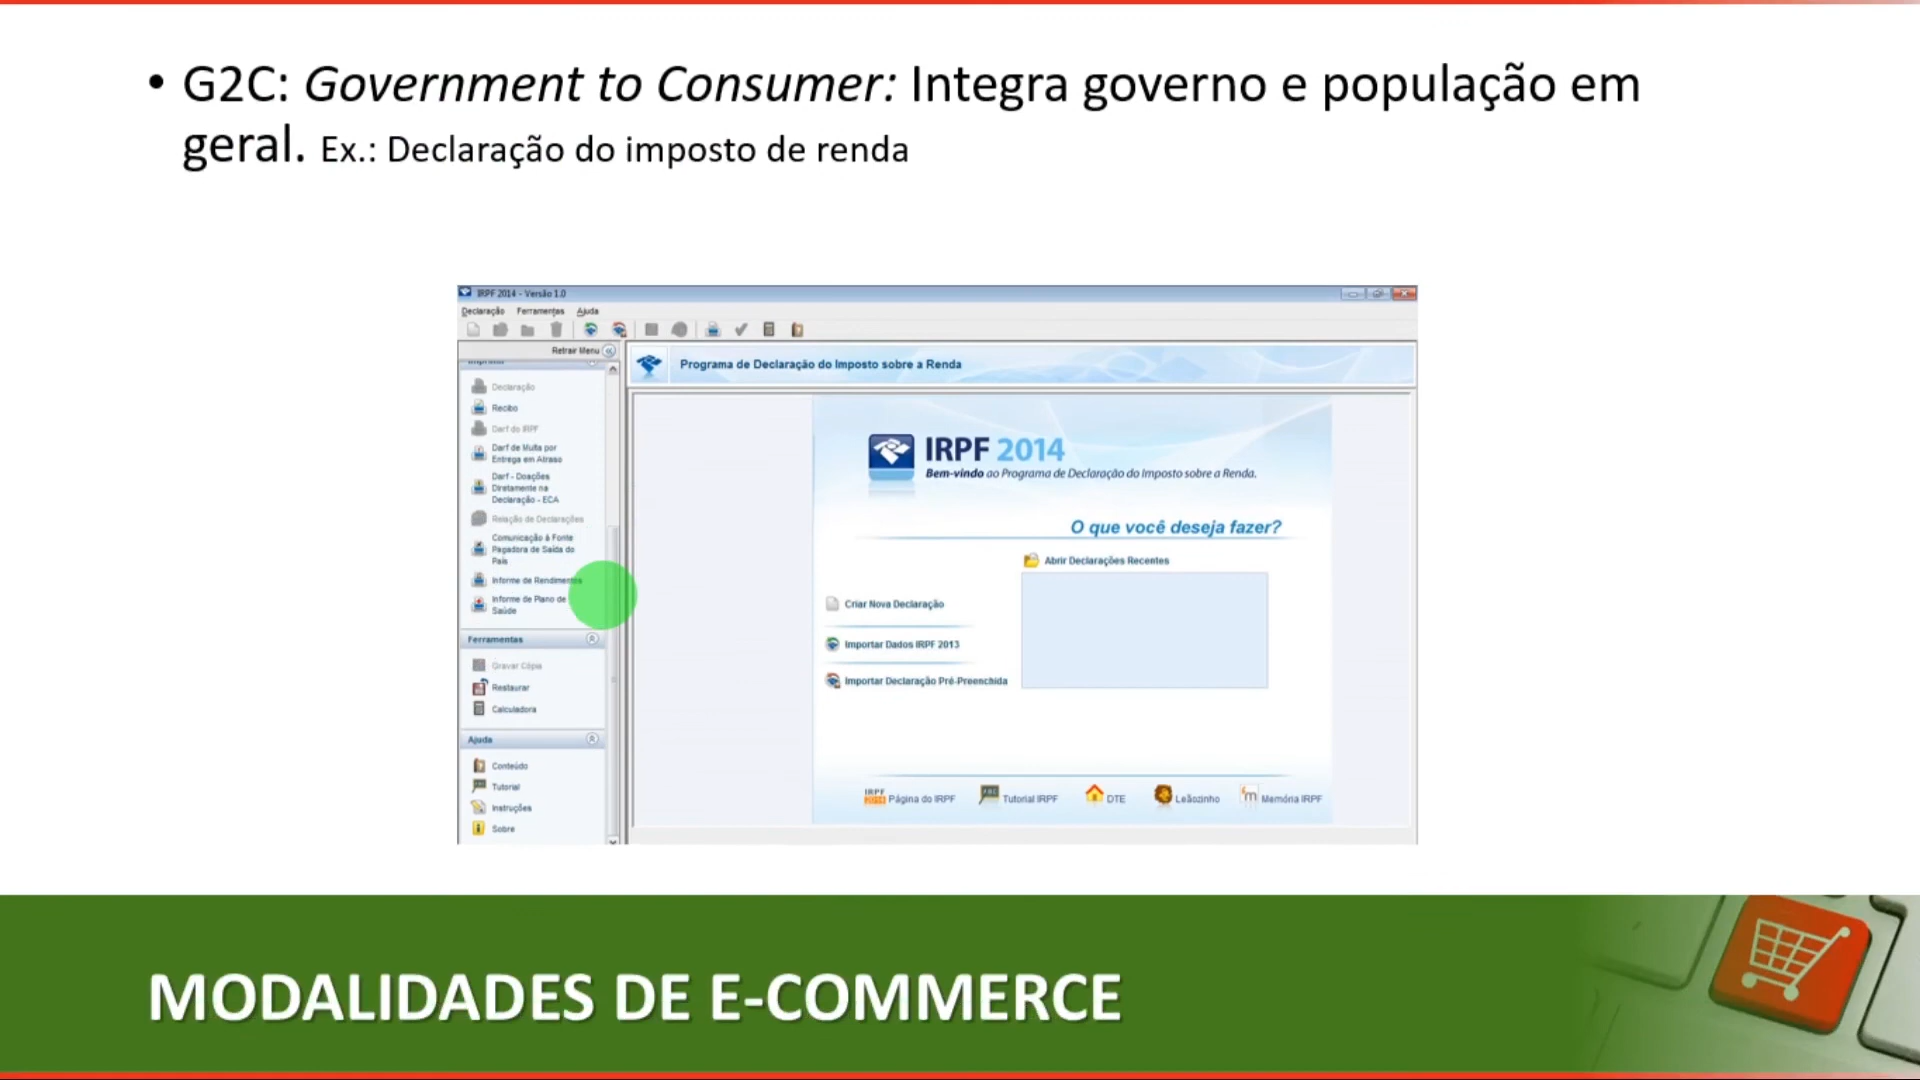 • G2C: Government to Consumer: Integra governo e população em
geral. Ex.: Declaração do imposto de renda
IRPF 2014 - Versão 1.0
Declaração Ferramentas Ajuda
Retrair Menu
Programa de Declaração do Imposto sobre a Renda
Declaração
Recibo
Darf do IRPF
Darf de Multa por
Entrega em Atraso
Darf - Doações
Diretamente na
Declaração - ECA
Relação de Declarações
Comunicação à Fonte
Pagadora de Saída do
País
Informe de Rendimentos
Informe de Plano de
Saúde
Ferramentas
Gravar Cópia
Restaurar
Calculadora
Ajuda
Conteúdo
Tutorial
Instruções
Sobre
IRPF 2014
Bem-vindo ao Programa de Declaração do Imposto sobre a Renda.
O que você deseja fazer?
Abrir Declarações Recentes
Criar Nova Declaração
Importar Dados IRPF 2013
Importar Declaração Pré-Preenchida
IRPF
2014 Página do IRPF Tutorial IRPF DTE Leãozinho m Memória IRPF
MODALIDADES DE E-COMMERCE